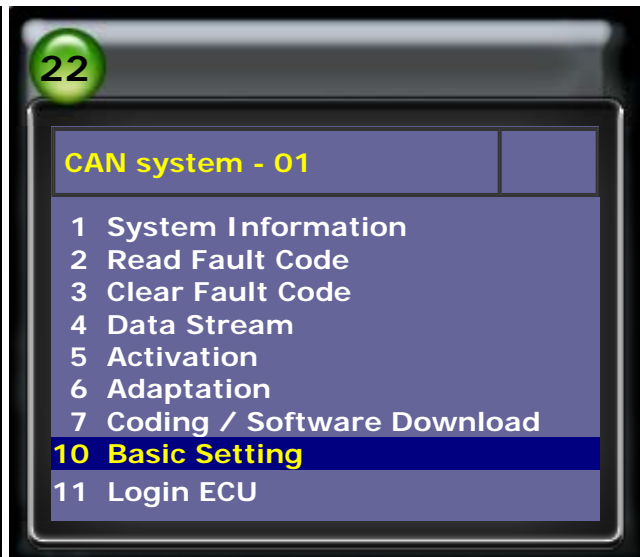 22
CAN system - 01
1 System Information
2 Read Fault Code
3 Clear Fault Code
4 Data Stream
5 Activation
6 Adaptation
7 Coding / Software Download
10 Basic Setting
11 Login ECU